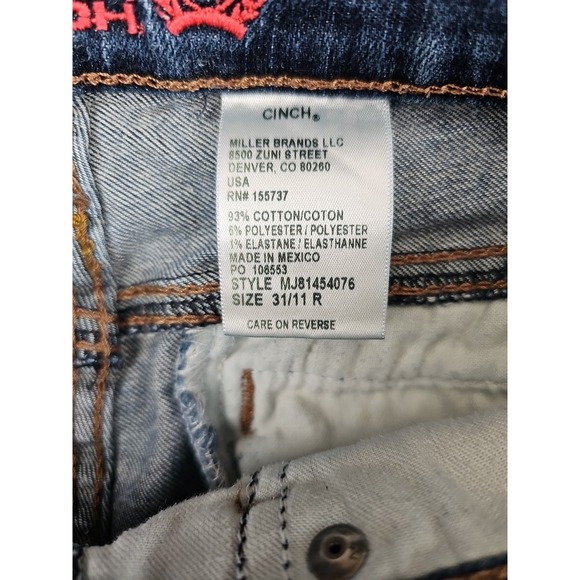 CINCH®
MILLER BRANDS LLC
8500 ZUNI STREET
DENVER, CO 80260
USA
RN# 155737
93% COTTON/COTON
6% POLYESTER / POLYESTER
1% ELASTANE / ELASTHANNE
MADE IN MEXICO
PO 106553
STYLE MJ81454076
SIZE 31/11 R
CARE ON REVERSE